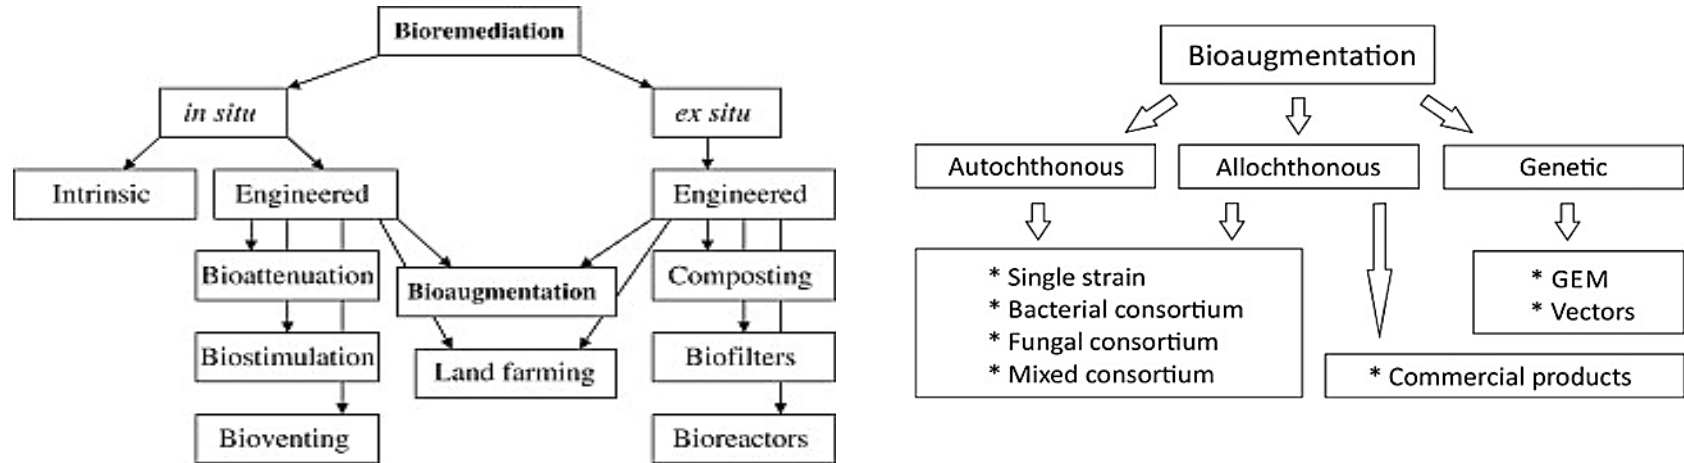 Bioremediation
in situ
ex situ
Intrinsic
Engineered
Engineered
Bioattenuation
Bioaugmentation
Composting
Biostimulation
Land farming
Biofilters
Bioventing
Bioreactors
Bioaugmentation
Autochthonous
Allochthonous
Genetic
* Single strain
* Bacterial consortium
* Fungal consortium
* Mixed consortium
* GEM
* Vectors
* Commercial products